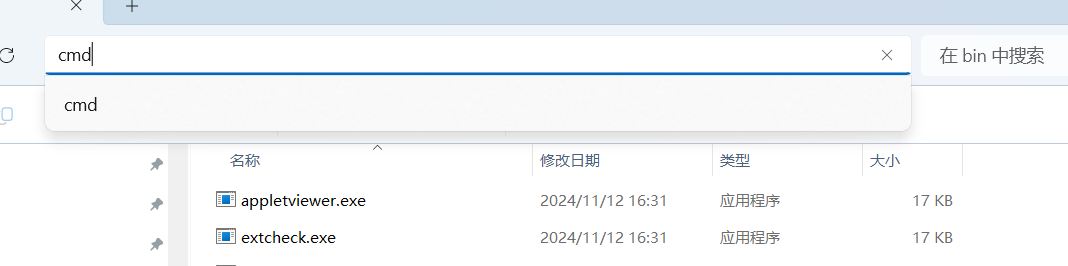 cmd
在 bin 中搜索
cmd
名称 修改日期 类型 大小
appletviewer.exe 2024/11/12 16:31 应用程序 17 KB
extcheck.exe 2024/11/12 16:31 应用程序 17 KB